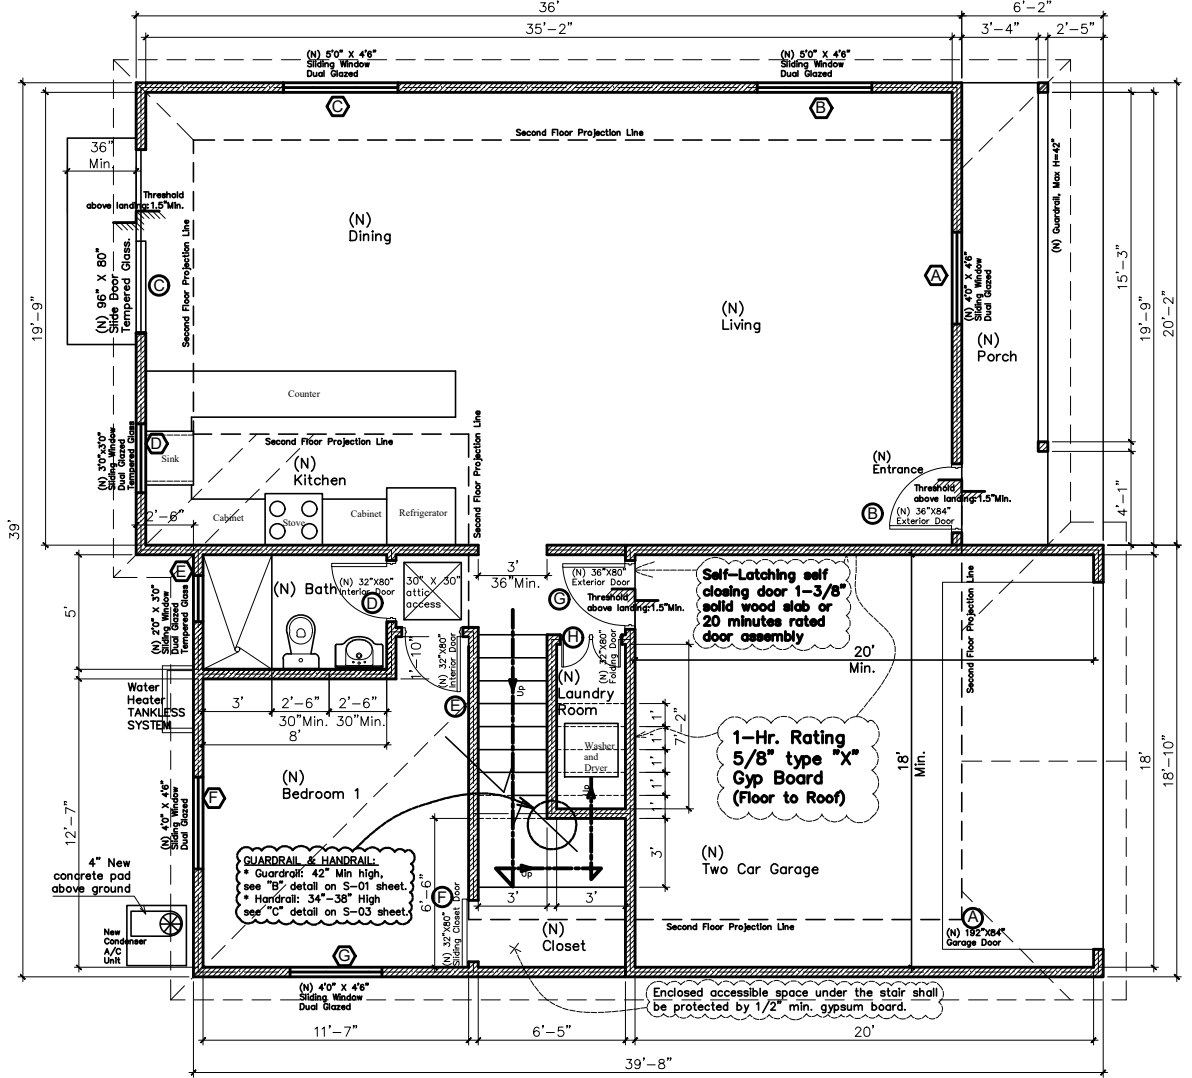 36'
6'-2"
35'-2"
3'-4"
2'-5"
(N) 5'0" X 4'6"
Sliding Window
Dual Glazed
(N) 5'0" X 4'6"
Sliding Window
Dual Glazed
C
B
Second Floor Projection Line
36"
Min.
Threshold
above landing:1.5"Min.
(N) Guardrail, Max H=42"
(N)
Dining
Second Floor Projection Line
(N) 96" X 80"
Slide Door
Tempered Glass.
C
A
(N) 4'0" X 4'6"
Sliding Window
Dual Glazed
15'-3"
19'-9"
20'-2"
19'-9"
(N)
Living
(N)
Porch
Counter
Second Floor Projection Line
Second Floor Projection Line
D
Sink
(N) 3'0"X3'0"
Sliding Window
Dual Glazed
Tempered Glass
(N)
Kitchen
(N)
Entrance
Threshold
above landing:1.5"Min.
B
(N) 36"X84"
Exterior Door
4'-1"
2'-6"
Cabinet
Stove
Cabinet
Refrigerator
39'
E
(N) 2'0" X 3'0"
Sliding Window
Dual Glazed
Tempered Glass
5'
(N) Bath
(N) 32"X80"
Interior Door
D
30" X 30"
attic
access
3'
36"Min.
(N) 36"X80"
Exterior Door
G
Threshold
above landing:1.5"Min.
Self-Latching self
closing door 1-3/8"
solid wood slab or
20 minutes rated
door assembly
Second Floor Projection Line
H
(N) 32"X80"
Folding Door
1'-10"
(N) 32"X80"
Interior Door
E
20'
Min.
Up
(N)
Laundry
Room
Water
Heater
TANKLESS
SYSTEM
3'
2'-6"
2'-6"
30"Min.
30"Min.
8'
1'
1'
1'
1'
1'
7'-2"
Washer
and
Dryer
Up
1-Hr. Rating
5/8" type "X"
Gyp Board
(Floor to Roof)
18'
Min.
18'
18'-10"
(N)
Bedroom 1
F
(N) 4'0" X 4'6"
Sliding Window
Dual Glazed
12'-7"
GUARDRAIL & HANDRAIL:
* Guardrail: 42" Min high,
see "B" detail on S-01 sheet.
* Handrail: 34"-38" High
see "C" detail on S-03 sheet.
4" New
concrete pad
above ground
New
Condenser
A/C
Unit
6'-6"
F
(N) 32"X80"
Sliding Closet Door
Up
3'
3'
3'
(N)
Two Car Garage
(N)
Closet
Second Floor Projection Line
A
(N) 192"X84"
Garage Door
G
(N) 4'0" X 4'6"
Sliding Window
Dual Glazed
Enclosed accessible space under the stair shall
be protected by 1/2" min. gypsum board.
11'-7"
6'-5"
20'
39'-8"